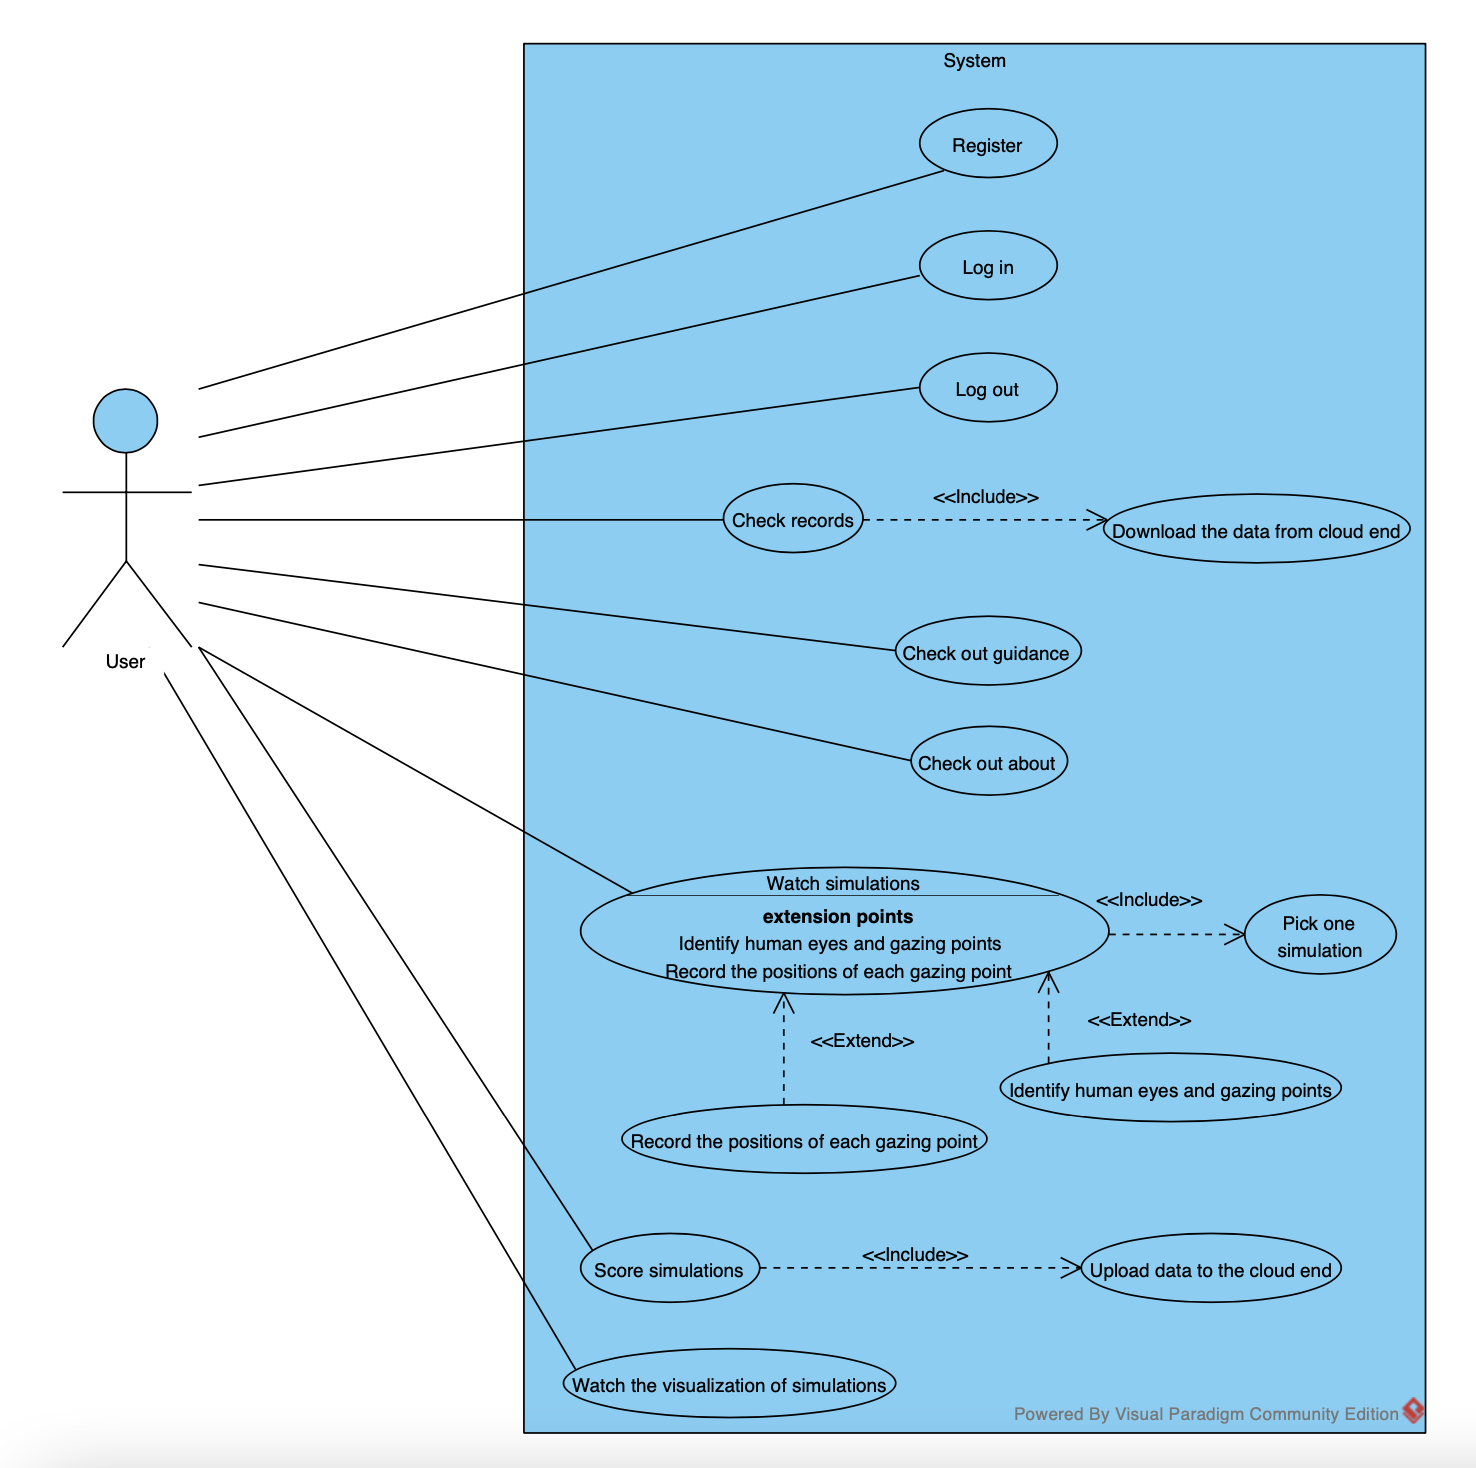 System
Register
Log in
Log out
<<Include>>
Check records
Download the data from cloud end
User
Check out guidance
Check out about
Watch simulations
extension points
Identify human eyes and gazing points
Record the positions of each gazing point
<<Include>>
Pick one
simulation
<<Extend>>
<<Extend>>
Identify human eyes and gazing points
Record the positions of each gazing point
<<Include>>
Score simulations
Upload data to the cloud end
Watch the visualization of simulations
Powered By Visual Paradigm Community Edition